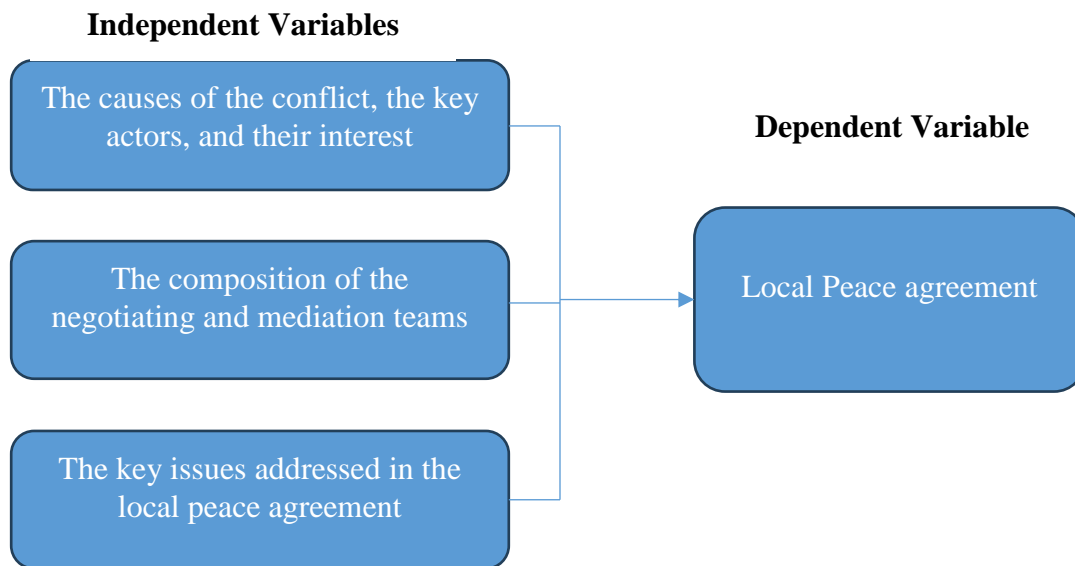 Independent Variables
The causes of the conflict, the key
actors, and their interest
The composition of the
negotiating and mediation teams
The key issues addressed in the
local peace agreement
Dependent Variable
Local Peace agreement